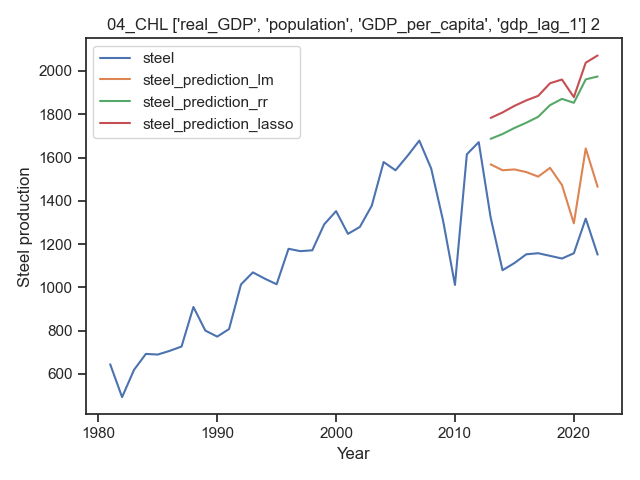 04_CHL ['real_GDP', 'population', 'GDP_per_capita', 'gdp_lag_1'] 2
steel
steel_prediction_lm
steel_prediction_rr
steel_prediction_lasso
Steel production
2000
1800
1600
1400
1200
1000
800
600
1980
1990
2000
2010
2020
Year